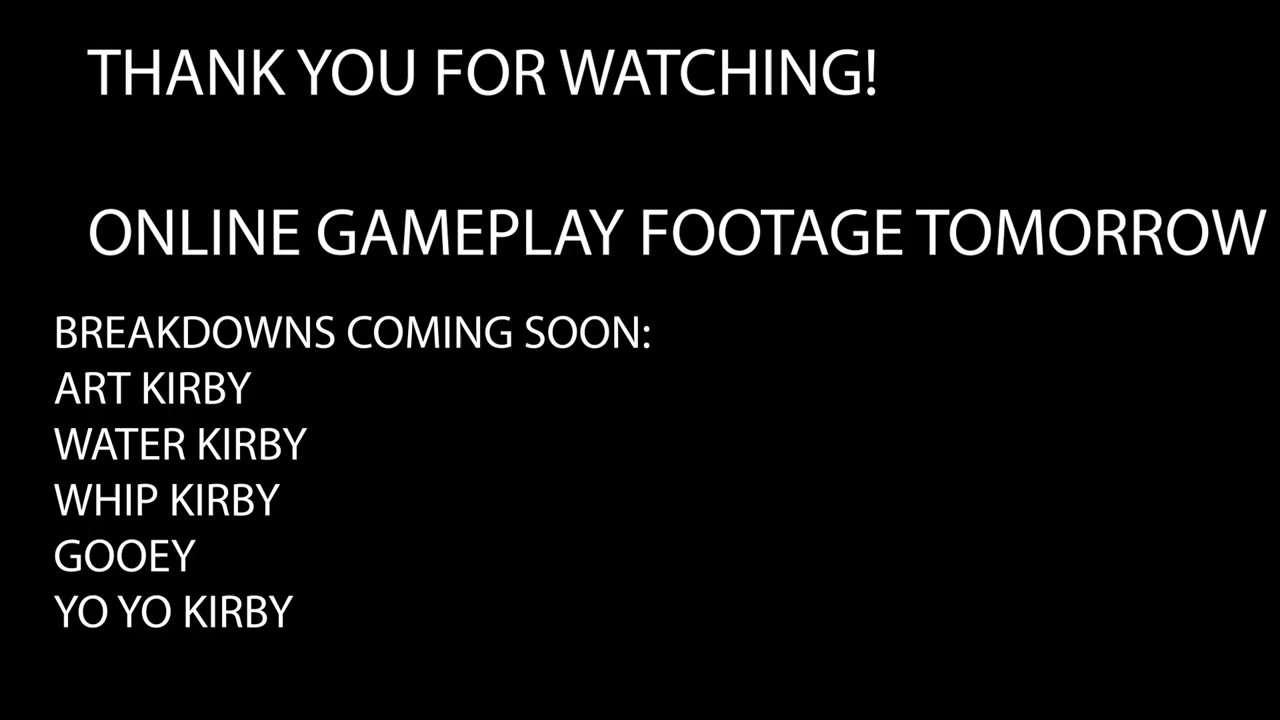 THANK YOU FOR WATCHING!
ONLINE GAMEPLAY FOOTAGE TOMORROW
BREAKDOWNS COMING SOON:
ART KIRBY
WATER KIRBY
WHIP KIRBY
GOOEY
YO YO KIRBY